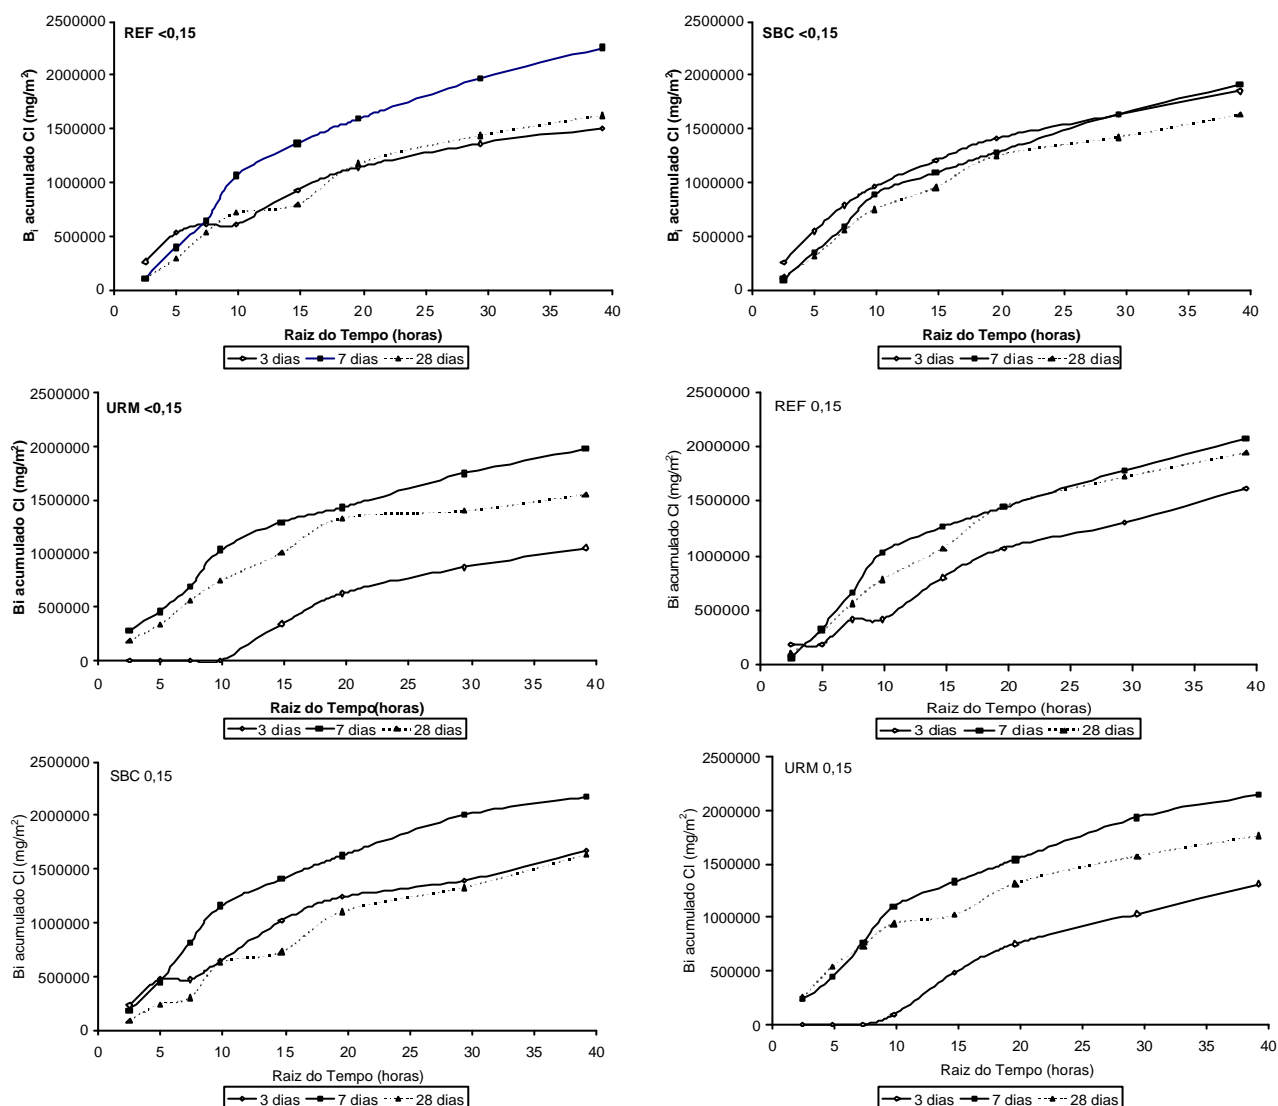 REF <0,15
B_i acumulado Cl (mg/m²)
2500000
2000000
1500000
1000000
500000
0
0 5 10 15 20 25 30 35 40
Raiz do Tempo (horas)
3 dias 7 dias 28 dias
SBC <0,15
B_i acumulado Cl (mg/m²)
2500000
2000000
1500000
1000000
500000
0
0 5 10 15 20 25 30 35 40
Raiz do Tempo (horas)
3 dias 7 dias 28 dias
URM <0,15
Bi acumulado Cl (mg/m²)
2500000
2000000
1500000
1000000
500000
0
0 5 10 15 20 25 30 35 40
Raiz do Tempo(horas)
3 dias 7 dias 28 dias
REF 0,15
Bi acumulado Cl (mg/m²)
2500000
2000000
1500000
1000000
500000
0
0 5 10 15 20 25 30 35 40
Raiz do Tempo (horas)
3 dias 7 dias 28 dias
SBC 0,15
Bi acumulado Cl (mg/m²)
2500000
2000000
1500000
1000000
500000
0
0 5 10 15 20 25 30 35 40
Raiz do Tempo (horas)
3 dias 7 dias 28 dias
URM 0,15
Bi acumulado Cl (mg/m²)
2500000
2000000
1500000
1000000
500000
0
0 5 10 15 20 25 30 35 40
Raiz do Tempo (horas)
3 dias 7 dias 28 dias